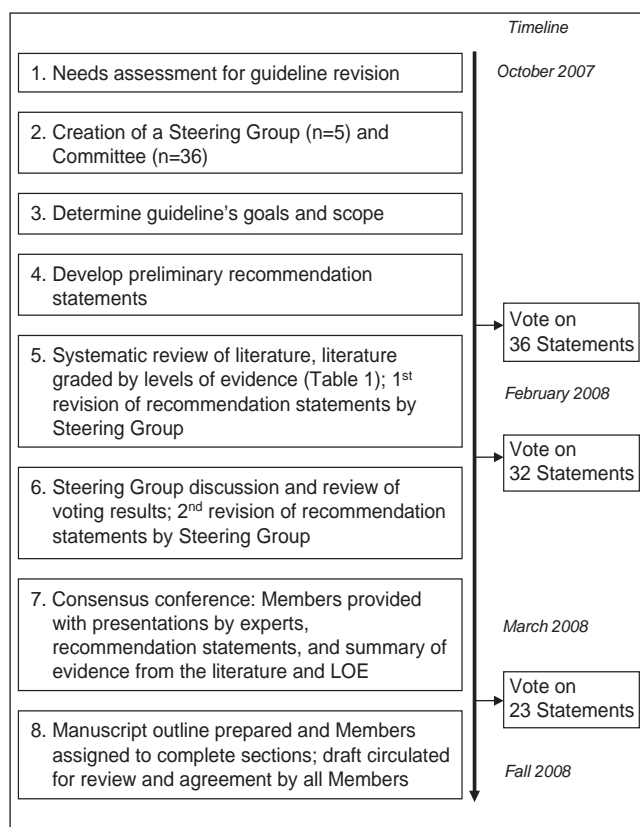 Timeline
1. Needs assessment for guideline revision
October 2007
2. Creation of a Steering Group (n=5) and
Committee (n=36)
3. Determine guideline’s goals and scope
4. Develop preliminary recommendation
statements
Vote on
36 Statements
5. Systematic review of literature, literature
graded by levels of evidence (Table 1); 1st
revision of recommendation statements by
Steering Group
February 2008
Vote on
32 Statements
6. Steering Group discussion and review of
voting results; 2nd revision of recommendation
statements by Steering Group
7. Consensus conference: Members provided
with presentations by experts,
recommendation statements, and summary of
evidence from the literature and LOE
March 2008
Vote on
23 Statements
8. Manuscript outline prepared and Members
assigned to complete sections; draft circulated
for review and agreement by all Members
Fall 2008